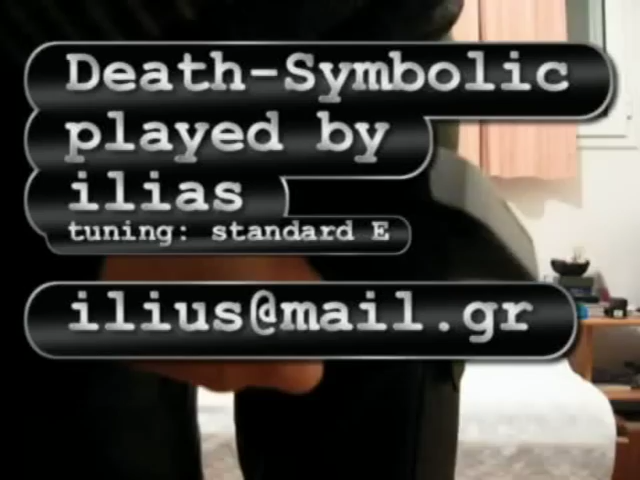 Death-Symbolic
played by
ilias
tuning: standard E
ilius@mail.gr